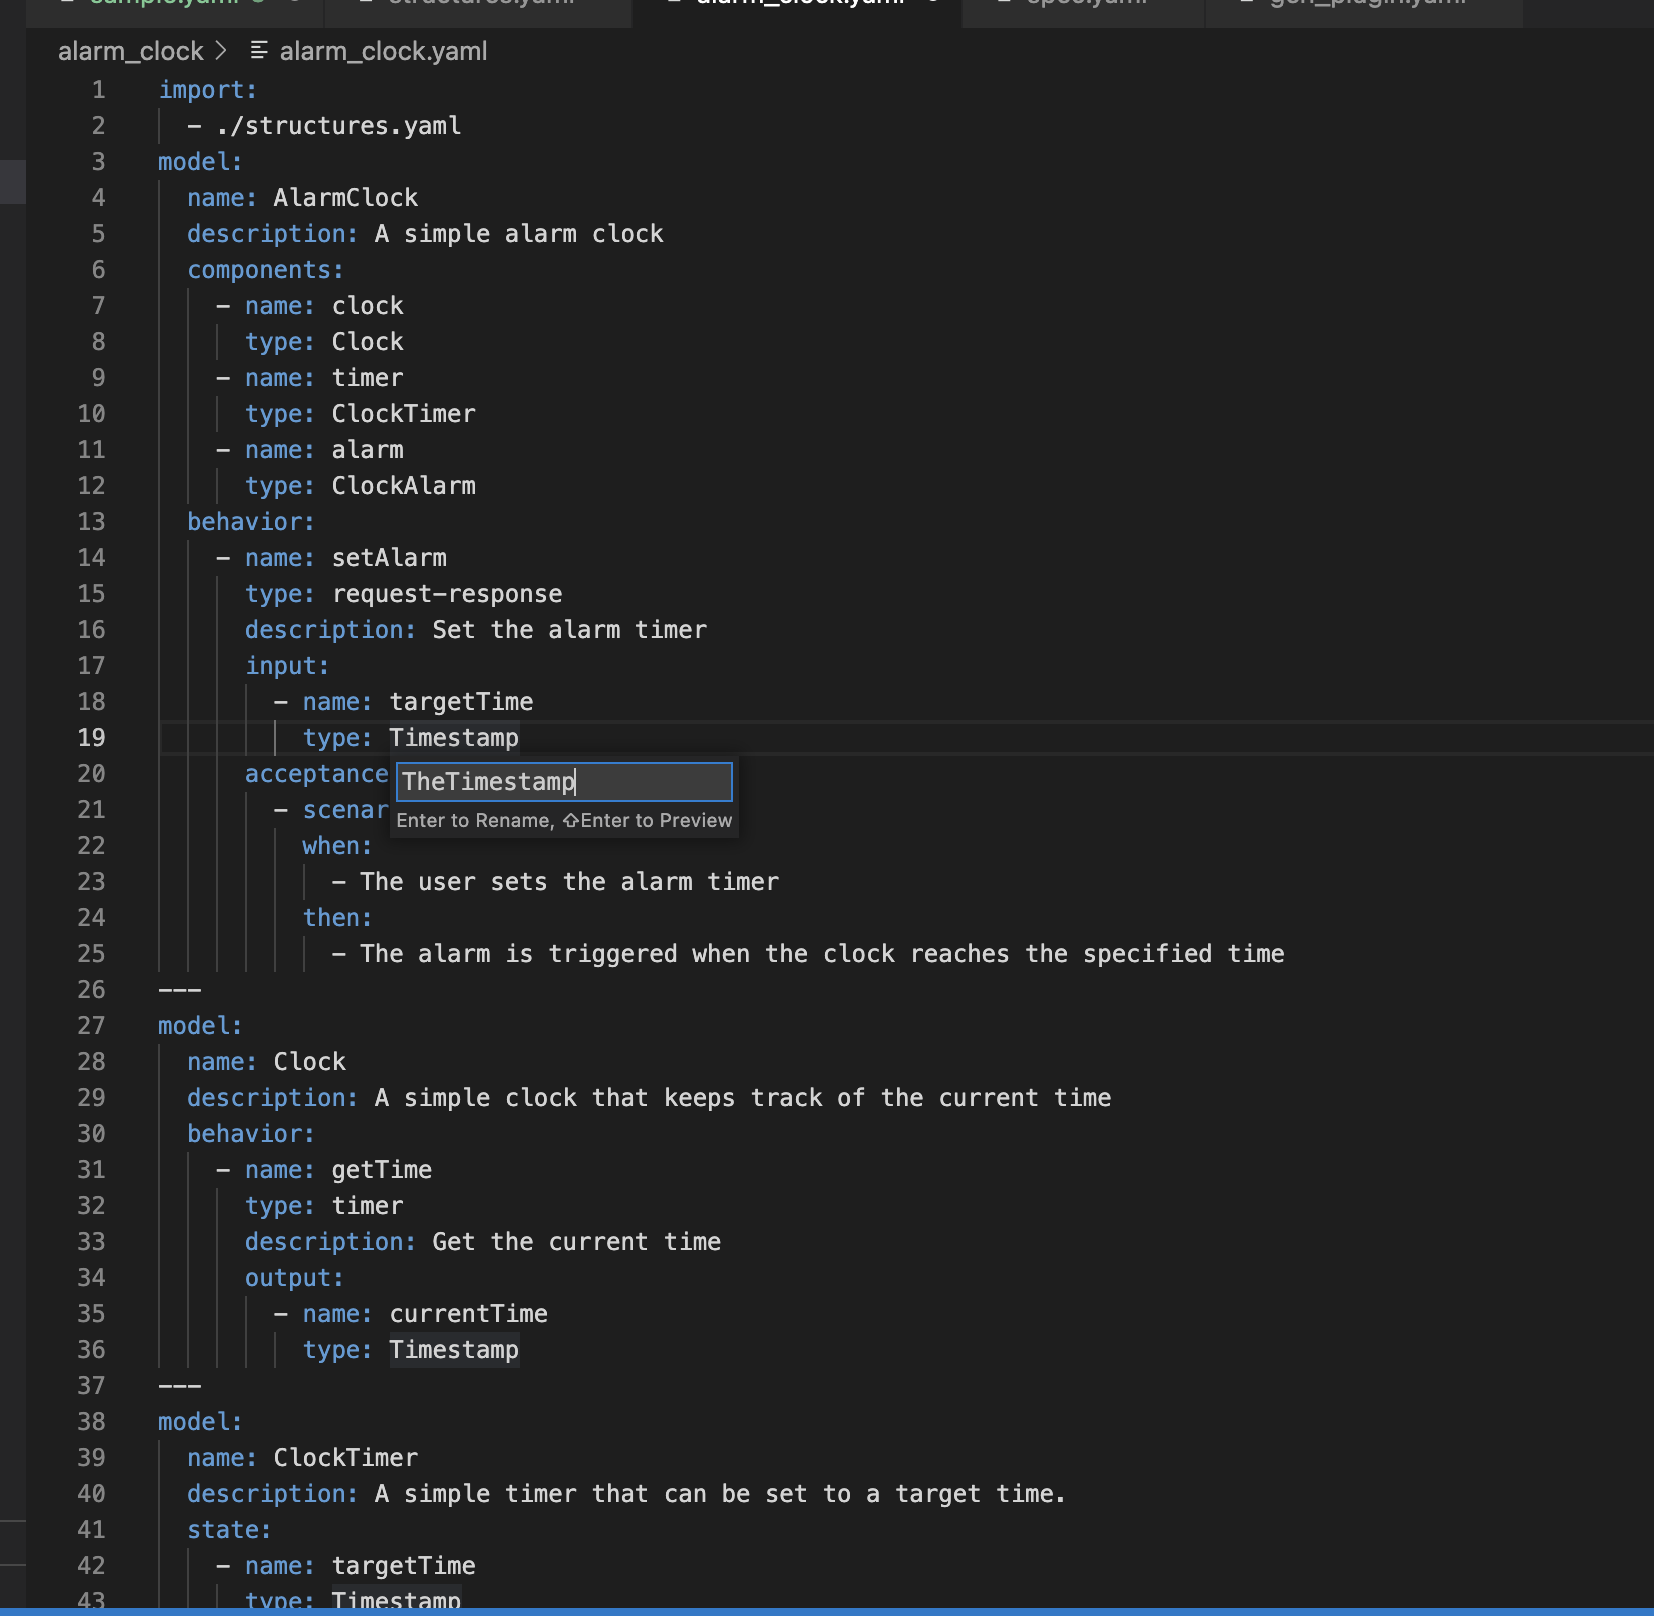 sample.yaml
structures.yaml
alarm_clock.yaml
spec.yaml
gen_plugin.yaml
alarm_clock > alarm_clock.yaml
1 import:
2 - ./structures.yaml
3 model:
4 name: AlarmClock
5 description: A simple alarm clock
6 components:
7 - name: clock
8 type: Clock
9 - name: timer
10 type: ClockTimer
11 - name: alarm
12 type: ClockAlarm
13 behavior:
14 - name: setAlarm
15 type: request-response
16 description: Set the alarm timer
17 input:
18 - name: targetTime
19 type: Timestamp
20 acceptance
TheTimestamp
21 - scenar
Enter to Rename, ⇧Enter to Preview
22 when:
23 - The user sets the alarm timer
24 then:
25 - The alarm is triggered when the clock reaches the specified time
26 ---
27 model:
28 name: Clock
29 description: A simple clock that keeps track of the current time
30 behavior:
31 - name: getTime
32 type: timer
33 description: Get the current time
34 output:
35 - name: currentTime
36 type: Timestamp
37 ---
38 model:
39 name: ClockTimer
40 description: A simple timer that can be set to a target time.
41 state:
42 - name: targetTime
43 type: Timestamp